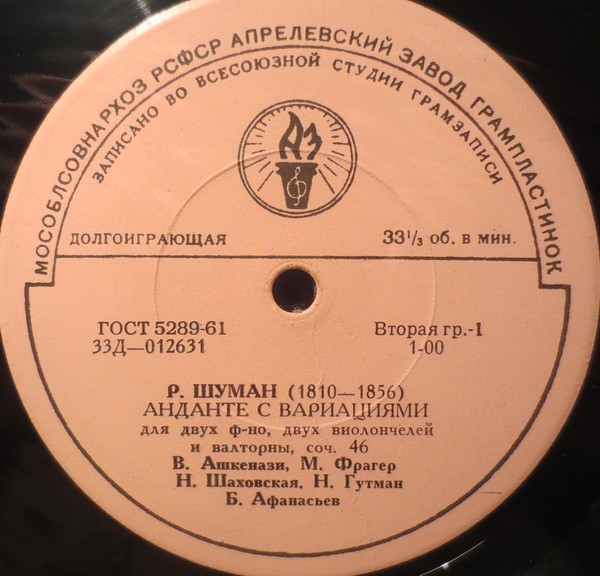 МОСОБЛСОВНАРХОЗ РСФСР АПРЕЛЕВСКИЙ ЗАВОД ГРАМПЛАСТИНОК
ЗАПИСАНО ВО ВСЕСОЮЗНОЙ СТУДИИ ГРАМЗАПИСИ
АЗ
ДОЛГОИГРАЮЩАЯ 33⅓ об. в мин.
ГОСТ 5289-61 Вторая гр.-1
33Д—012631 1-00
Р. ШУМАН (1810—1856)
АНДАНТЕ С ВАРИАЦИЯМИ
для двух ф-но, двух виолончелей
и валторны, соч. 46
В. Ашкенази, М. Фрагер
Н. Шаховская, Н. Гутман
Б. Афанасьев